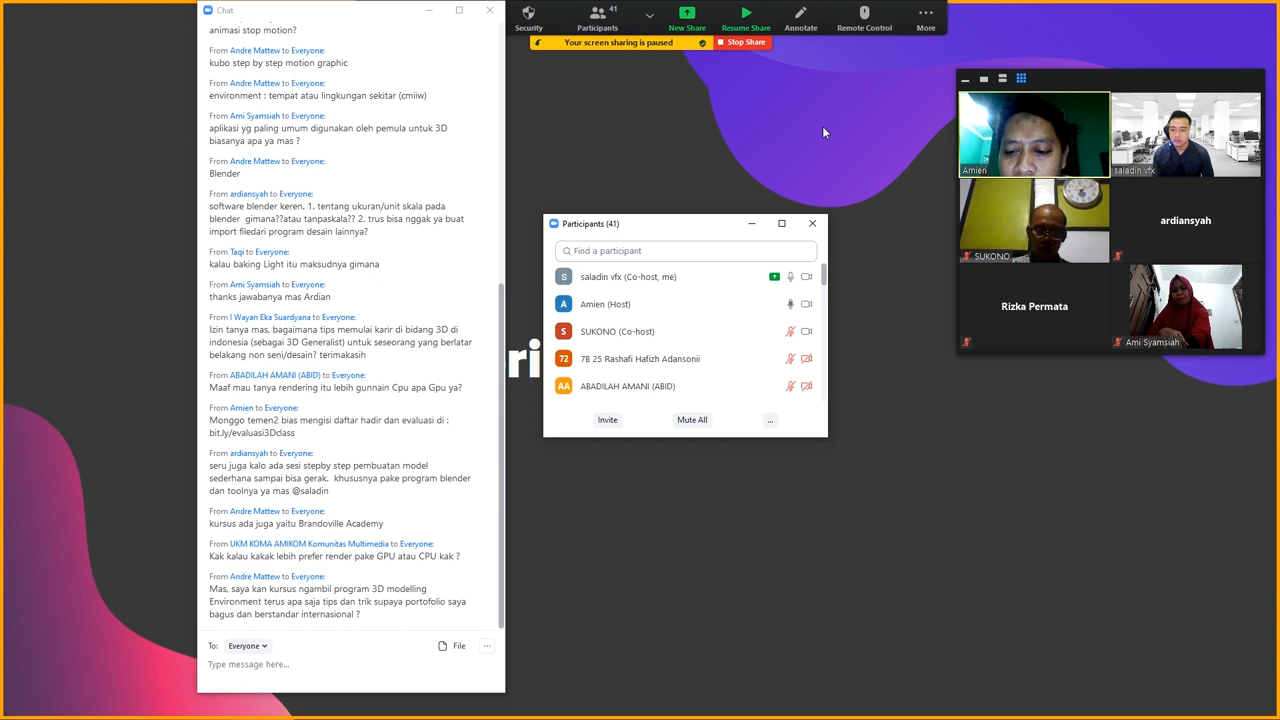 Chat
animasi stop motion?
From Andre Mattew to Everyone:
kubo step by step motion graphic
From Andre Mattew to Everyone:
environment : tempat atau lingkungan sekitar (cmiiw)
From Ami Syamsiah to Everyone:
aplikasi yg paling umum digunakan oleh pemula untuk 3D
biasanya apa ya mas ?
From Andre Mattew to Everyone:
Blender
From ardiansyah to Everyone:
software blender keren. 1. tentang ukuran/unit skala pada
blender gimana??atau tanpaskala?? 2. trus bisa nggak ya buat
import filedari program desain lainnya?
From Taqi to Everyone:
kalau baking Light itu maksudnya gimana
From Ami Syamsiah to Everyone:
thanks jawabanya mas Ardian
From I Wayan Eka Suardyana to Everyone:
Izin tanya mas, bagaimana tips memulai karir di bidang 3D di
indonesia (sebagai 3D Generalist) untuk seseorang yang berlatar
belakang non seni/desain? terimakasih
From ABADILAH AMANI (ABID) to Everyone:
Maaf mau tanya rendering itu lebih gunnain Cpu apa Gpu ya?
From Amien to Everyone:
Monggo temen2 bias mengisi daftar hadir dan evaluasi di :
bit.ly/evaluasi3Dclass
From ardiansyah to Everyone:
seru juga kalo ada sesi stepby step pembuatan model
sederhana sampai bisa gerak. khususnya pake program blender
dan toolnya ya mas @saladin
From Andre Mattew to Everyone:
kursus ada juga yaitu Brandoville Academy
From UKM KOMA AMIKOM Komunitas Multimedia to Everyone:
Kak kalau kakak lebih prefer render pake GPU atau CPU kak ?
From Andre Mattew to Everyone:
Mas, saya kan kursus ngambil program 3D modelling
Environment terus apa saja tips dan trik supaya portofolio saya
bagus dan berstandar internasional ?
To: Everyone
File
...
Type message here...
Security
Participants
41
New Share
Resume Share
Annotate
Remote Control
More
Your screen sharing is paused
Stop Share
ri
Participants (41)
Find a participant
S saladin vfx (Co-host, me)
A Amien (Host)
S SUKONO (Co-host)
72 7B 25 Rashafi Hafizh Adansonii
AA ABADILAH AMANI (ABID)
Invite
Mute All
...
Amien
saladin vfx
SUKONO
ardiansyah
Rizka Permata
Ami Syamsiah